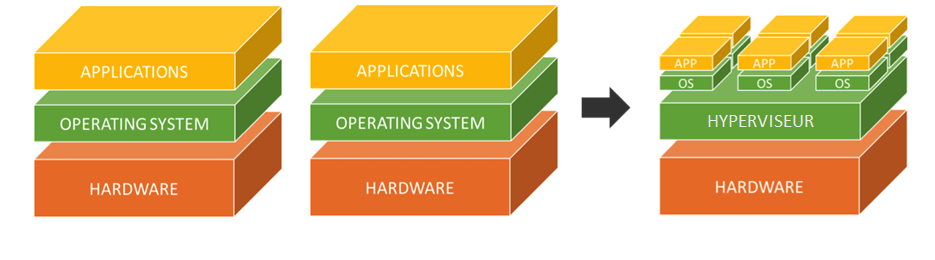 APPLICATIONS
OPERATING SYSTEM
HARDWARE
APPLICATIONS
OPERATING SYSTEM
HARDWARE
APP APP APP
OS OS OS
HYPERVISEUR
HARDWARE